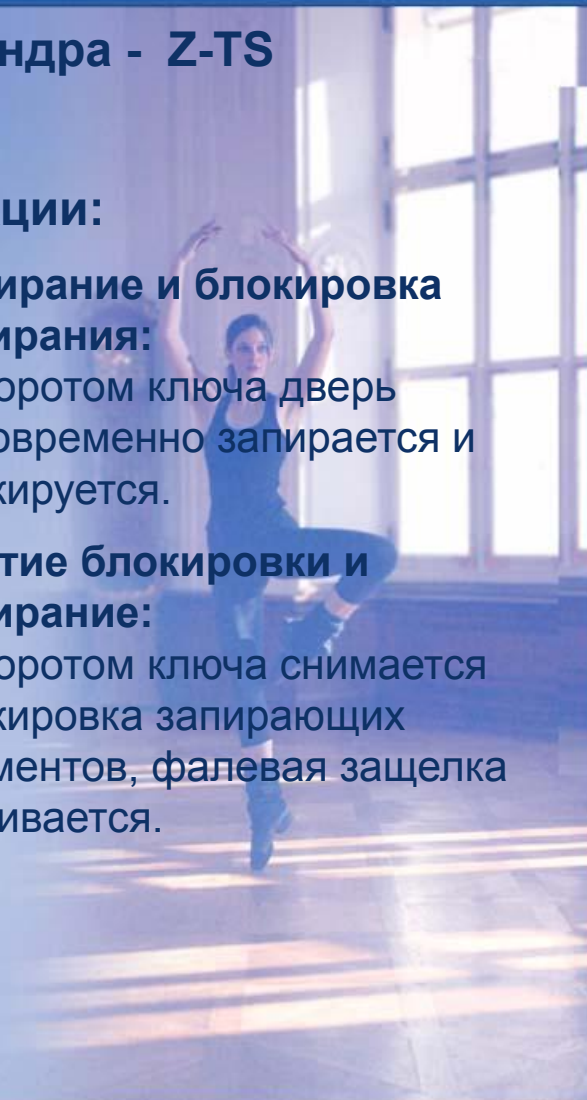 ндра - Z-TS
ции:
ирание и блокировка
ирания:
оротом ключа дверь
овременно запирается и
кируется.
тие блокировки и
ирание:
оротом ключа снимается
кировка запирающих
ментов, фалевая защелка
ивается.